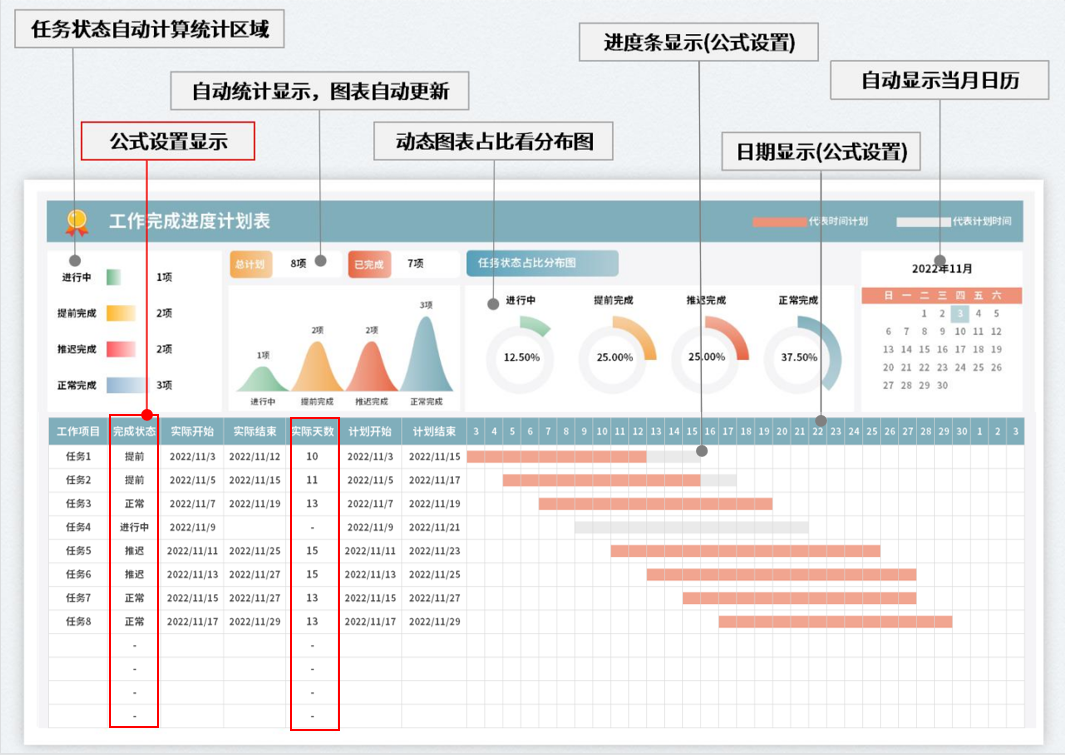 任务状态自动计算统计区域
进度条显示(公式设置)
自动显示当月日历
自动统计显示，图表自动更新
公式设置显示
动态图表占比看分布图
日期显示(公式设置)
工作完成进度计划表
代表时间计划
代表计划时间
进行中 1项
提前完成 2项
推迟完成 2项
正常完成 3项
总计划 8项 已完成 7项
1项 2项 2项 3项
进行中 提前完成 推迟完成 正常完成
任务状态占比分布图
进行中 提前完成 推迟完成 正常完成
12.50% 25.00% 25.00% 37.50%
2022年11月
日 一 二 三 四 五 六
1 2 3 4 5
6 7 8 9 10 11 12
13 14 15 16 17 18 19
20 21 22 23 24 25 26
27 28 29 30
工作项目 完成状态 实际开始 实际结束 实际天数 计划开始 计划结束 3 4 5 6 7 8 9 10 11 12 13 14 15 16 17 18 19 20 21 22 23 24 25 26 27 28 29 30 1 2 3
任务1 提前 2022/11/3 2022/11/12 10 2022/11/3 2022/11/15
任务2 提前 2022/11/5 2022/11/15 11 2022/11/5 2022/11/17
任务3 正常 2022/11/7 2022/11/19 13 2022/11/7 2022/11/19
任务4 进行中 2022/11/9 - 2022/11/9 2022/11/21
任务5 推迟 2022/11/11 2022/11/25 15 2022/11/11 2022/11/23
任务6 推迟 2022/11/13 2022/11/27 15 2022/11/13 2022/11/25
任务7 正常 2022/11/15 2022/11/27 13 2022/11/15 2022/11/27
任务8 正常 2022/11/17 2022/11/29 13 2022/11/17 2022/11/29
- -
- -
- -
- -